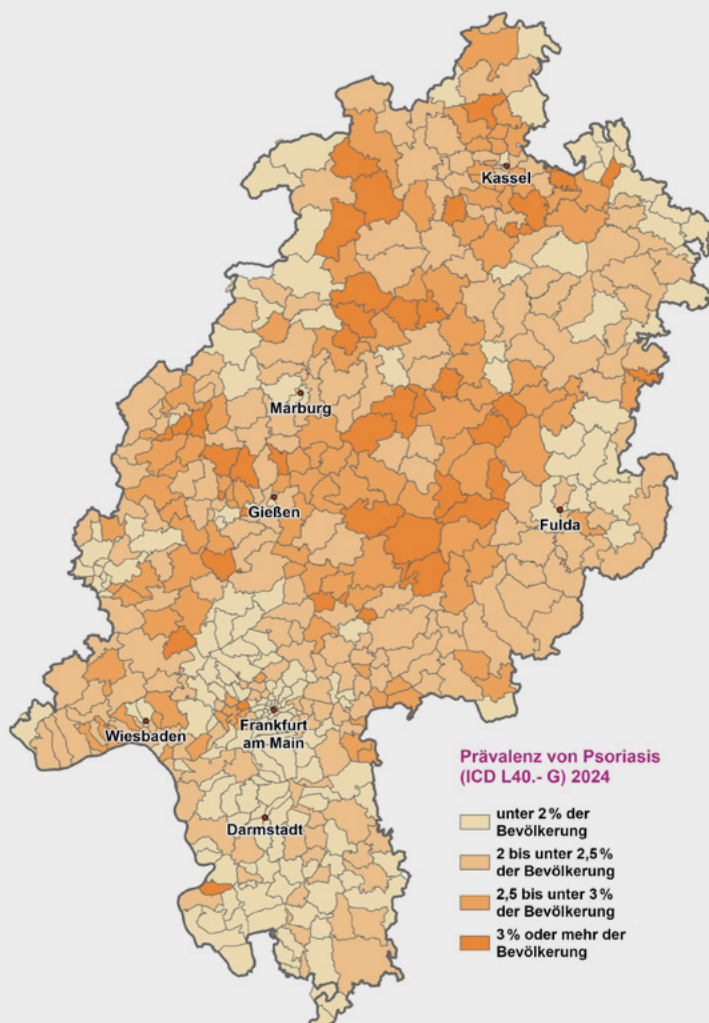 Kassel
Marburg
Gießen
Fulda
Wiesbaden
Frankfurt
am Main
Darmstadt
Prävalenz von Psoriasis
(ICD L40.- G) 2024
unter 2% der
Bevölkerung
2 bis unter 2,5%
der Bevölkerung
2,5 bis unter 3%
der Bevölkerung
3% oder mehr der
Bevölkerung